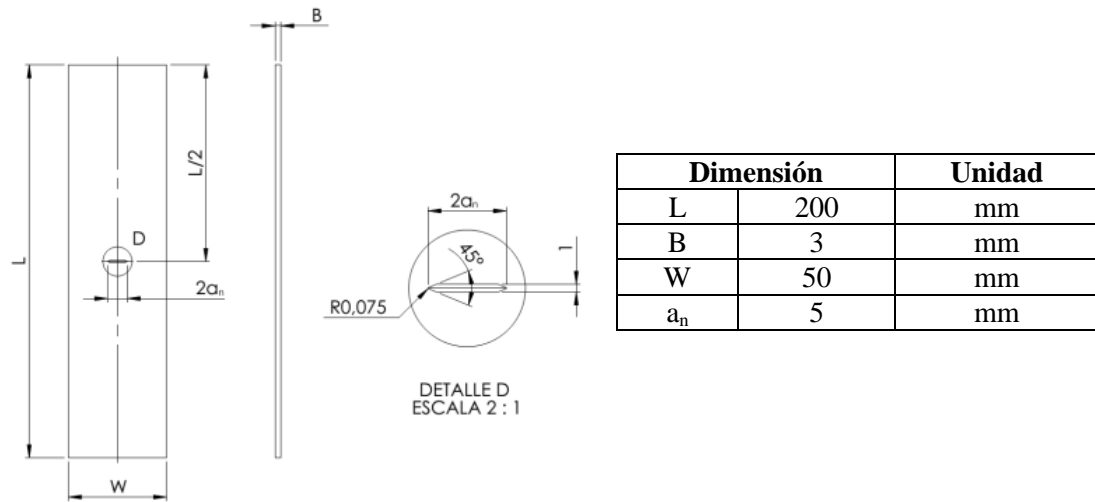 B
L
L/2
D
2aₙ
W
2aₙ
45°
1
R0,075
DETALLE D
ESCALA 2 : 1
Dimensión Unidad
L 200 mm
B 3 mm
W 50 mm
aₙ 5 mm